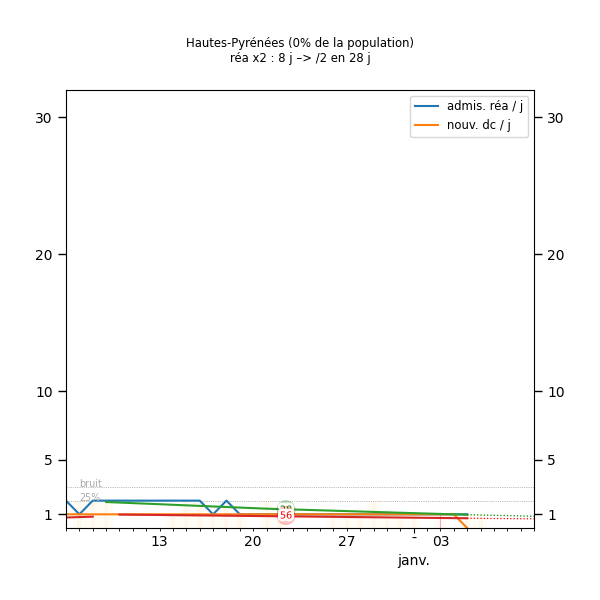 Hautes-Pyrénées (0% de la population)
réa x2 : 8 j –> /2 en 28 j
admis. réa / j
nouv. dc / j
30
30
20
20
10
10
5
5
bruit
25%
56
1
1
13
20
27
-
03
janv.